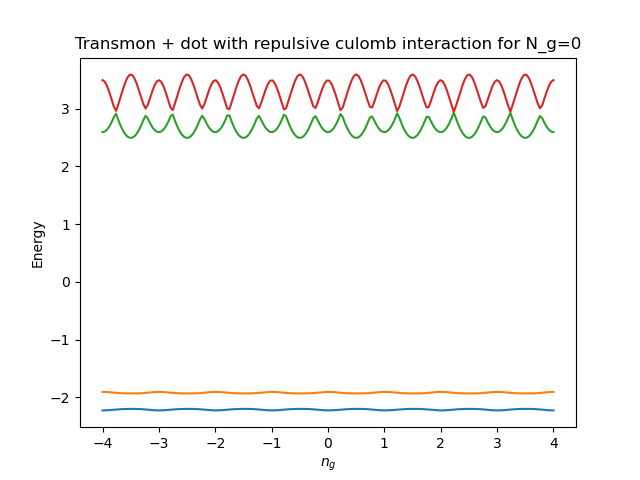 Transmon + dot with repulsive culomb interaction for N_g=0
3
2
1
0
−1
−2
Energy
−4 −3 −2 −1 0 1 2 3 4
n_g